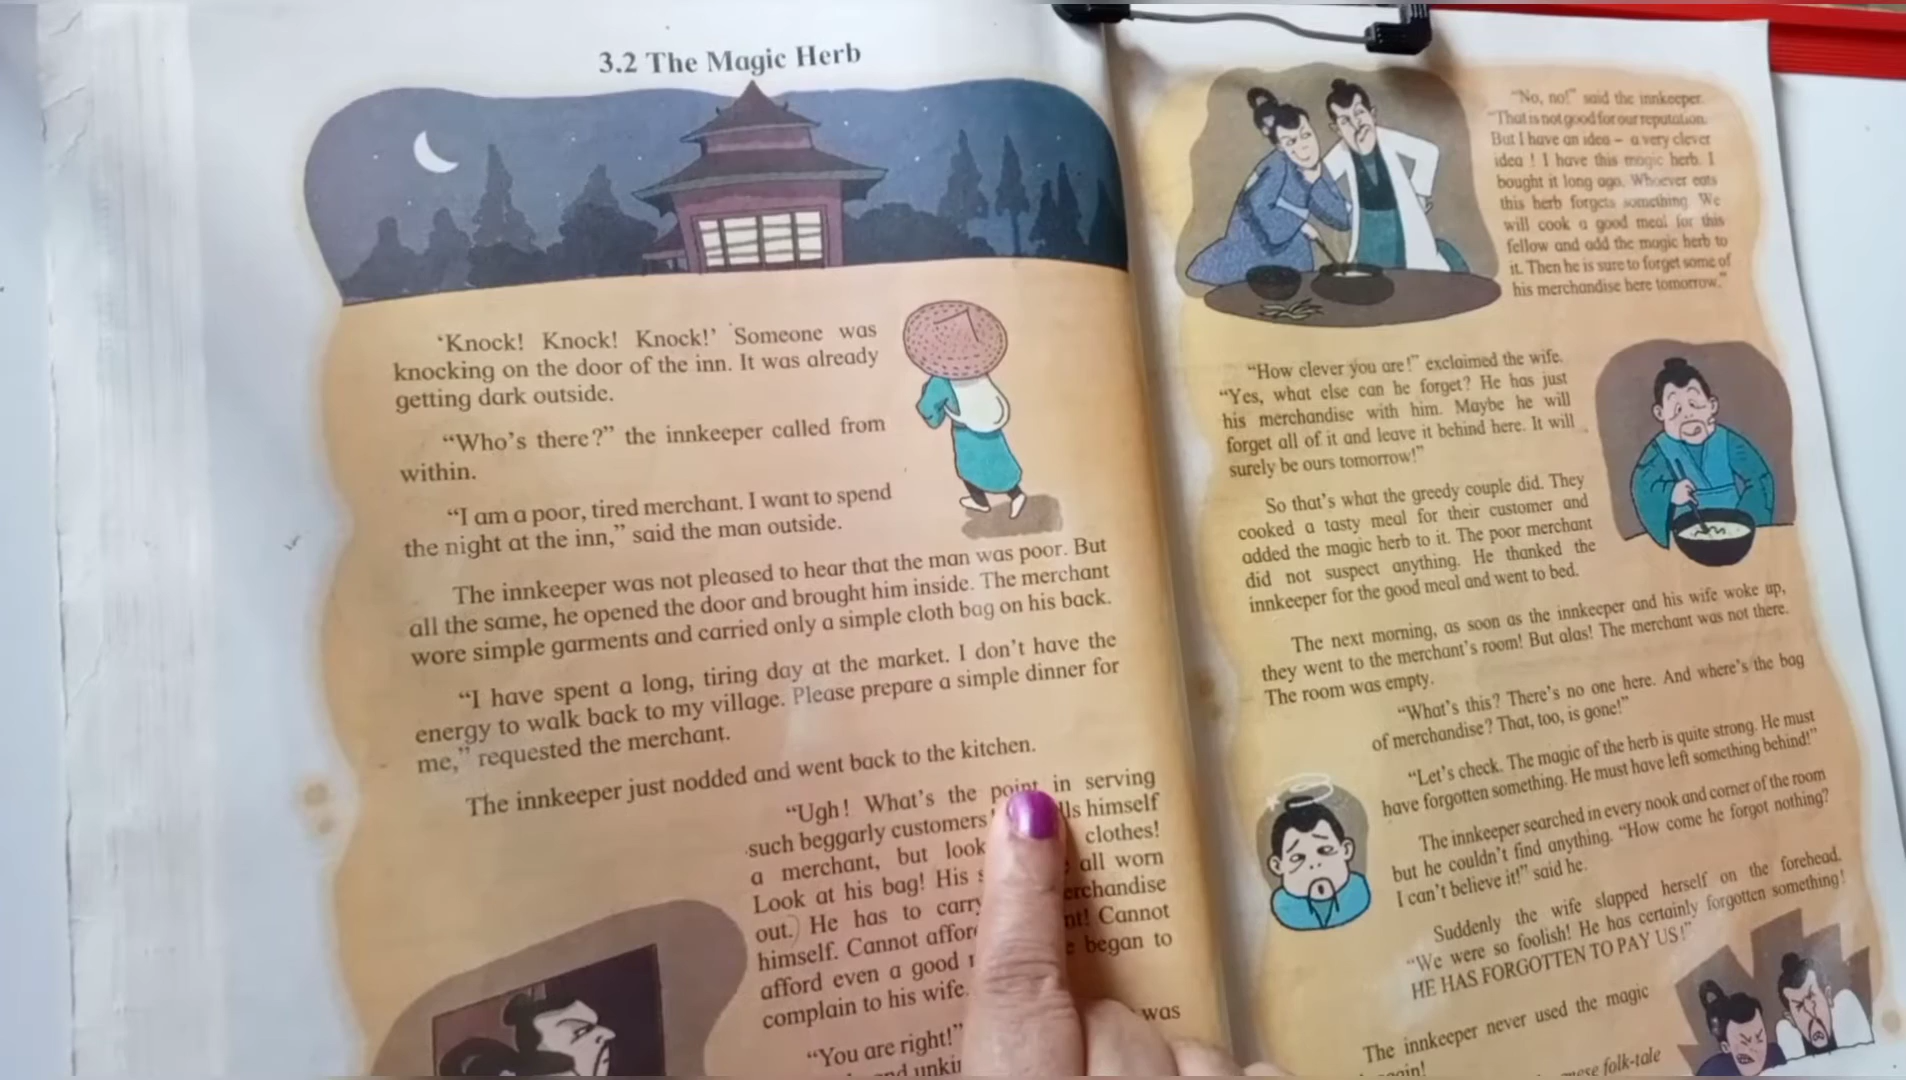 3.2 The Magic Herb
‘Knock! Knock! Knock!’ Someone was
knocking on the door of the inn. It was already
getting dark outside.
“Who’s there?” the innkeeper called from
within.
“I am a poor, tired merchant. I want to spend
the night at the inn,” said the man outside.
The innkeeper was not pleased to hear that the man was poor. But
all the same, he opened the door and brought him inside. The merchant
wore simple garments and carried only a simple cloth bag on his back.
“I have spent a long, tiring day at the market. I don’t have the
energy to walk back to my village. Please prepare a simple dinner for
me,” requested the merchant.
The innkeeper just nodded and went back to the kitchen.
“Ugh! What’s the point in serving
such beggarly customers himself
a merchant, but look clothes!
Look at his bag! His all worn
out. He has to carry
himself. Cannot Cannot
afford even a good began to
complain to his wife.
“You are right!” was
“No, no!” said the innkeeper.
“That is not good for our reputation.
But I have an idea – a very clever
idea ! I have this magic herb. I
bought it long ago. Whoever eats
this herb forgets something. We
will cook a good meal for this
fellow and add the magic herb to
it. Then he is sure to forget some of
his merchandise here tomorrow.”
“How clever you are!” exclaimed the wife.
“Yes, what else can he forget? He has just
his merchandise with him. Maybe he will
forget all of it and leave it behind here. It will
surely be ours tomorrow!”
So that’s what the greedy couple did. They
cooked a tasty meal for their customer and
added the magic herb to it. The poor merchant
did not suspect anything. He thanked the
innkeeper for the good meal and went to bed.
The next morning, as soon as the innkeeper and his wife woke up,
they went to the merchant’s room! But alas! The merchant was not there.
The room was empty.
“What’s this? There’s no one here. And where’s the bag
of merchandise? That, too, is gone!”
“Let’s check. The magic of the herb is quite strong. He must
have forgotten something. He must have left something behind!”
The innkeeper searched in every nook and corner of the room
but he couldn’t find anything. “How come he forgot nothing?
I can’t believe it!” said he.
Suddenly the wife slapped herself on the forehead.
“We were so foolish! He has certainly forgotten something!
HE HAS FORGOTTEN TO PAY US!”
The innkeeper never used the magic
folk-tale